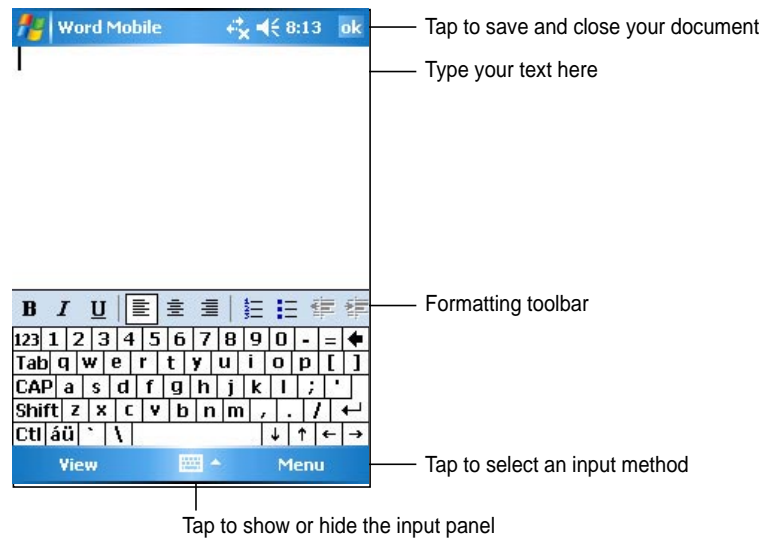 Word Mobile 8:13 ok
Tap to save and close your document
Type your text here
B I U
Formatting toolbar
123 1 2 3 4 5 6 7 8 9 0 - =
Tab q w e r t y u i o p [ ]
CAP a s d f g h j k l ; '
Shift z x c v b n m , . /
Ctl áü ` \
View Menu
Tap to select an input method
Tap to show or hide the input panel